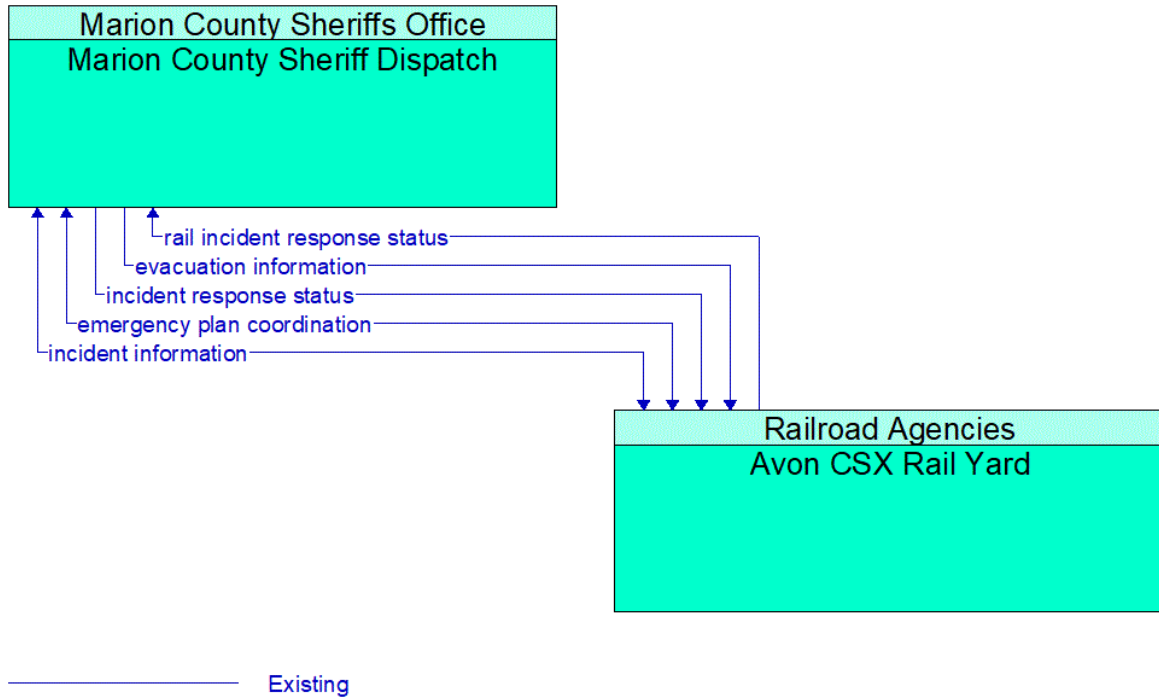 Marion County Sheriffs Office
Marion County Sheriff Dispatch
rail incident response status
evacuation information
incident response status
emergency plan coordination
incident information
Railroad Agencies
Avon CSX Rail Yard
Existing